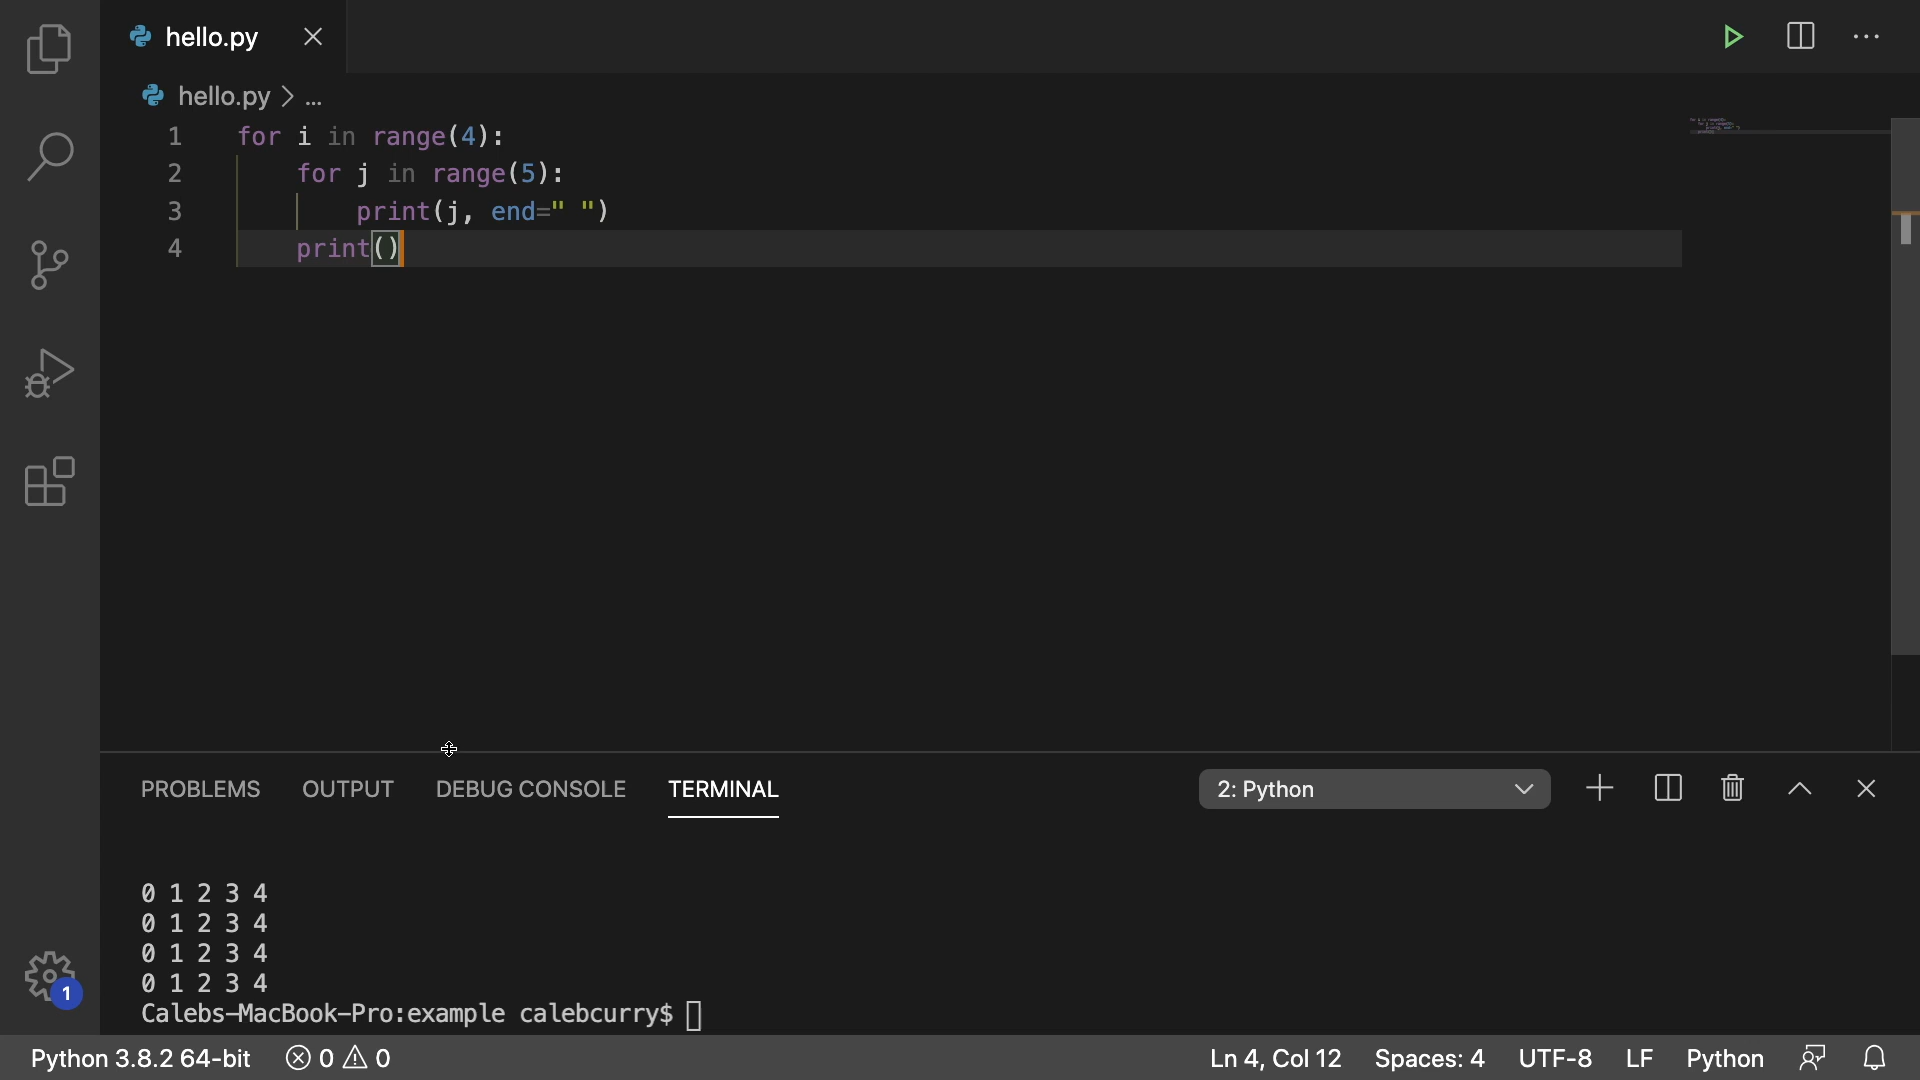 hello.py
hello.py > ...
1 for i in range(4):
2     for j in range(5):
3         print(j, end=" ")
4     print()
PROBLEMS OUTPUT DEBUG CONSOLE TERMINAL 2: Python
0 1 2 3 4
0 1 2 3 4
0 1 2 3 4
0 1 2 3 4
Calebs-MacBook-Pro:example calebcurry$
1
Python 3.8.2 64-bit 0 0 Ln 4, Col 12 Spaces: 4 UTF-8 LF Python